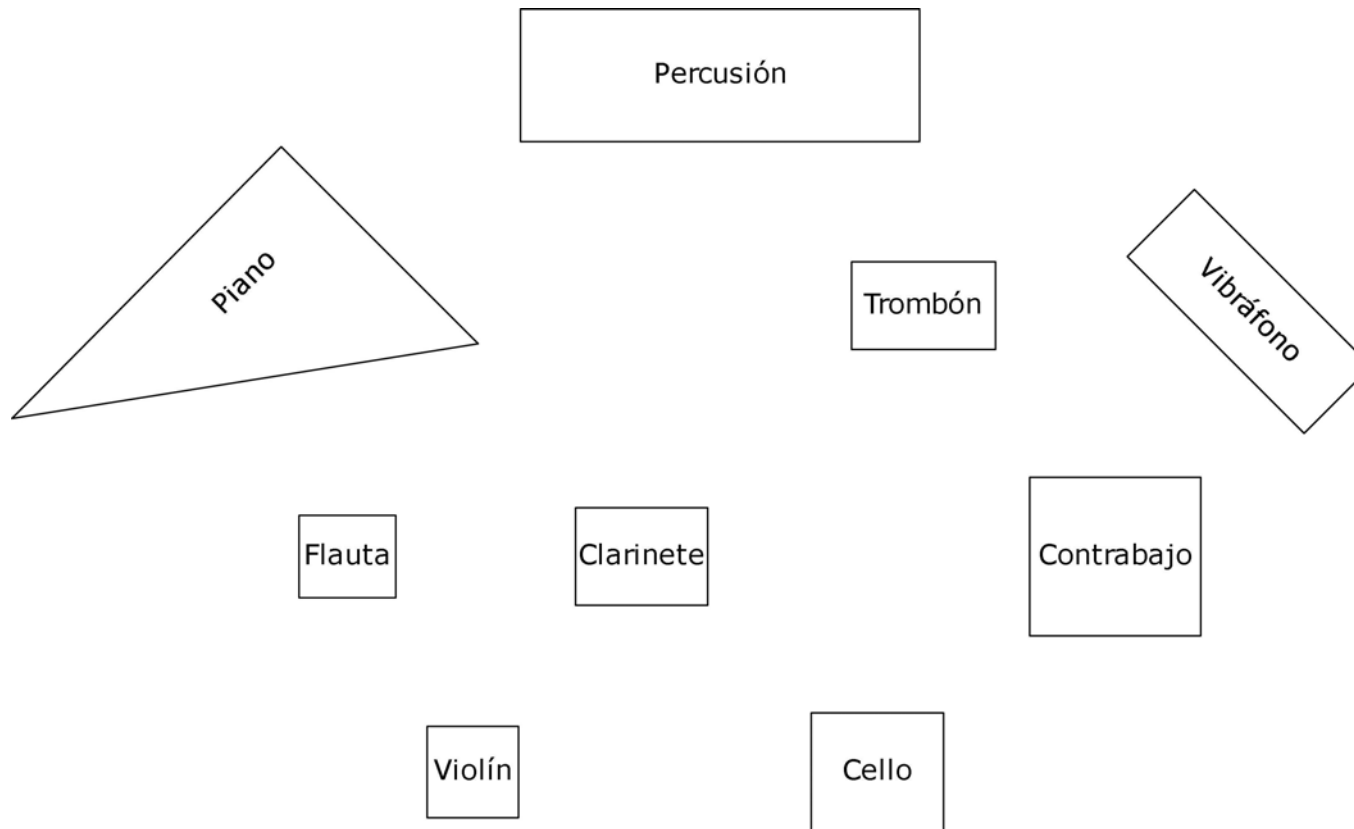 Percusión
Piano
Trombón
Vibráfono
Flauta
Clarinete
Contrabajo
Violín
Cello